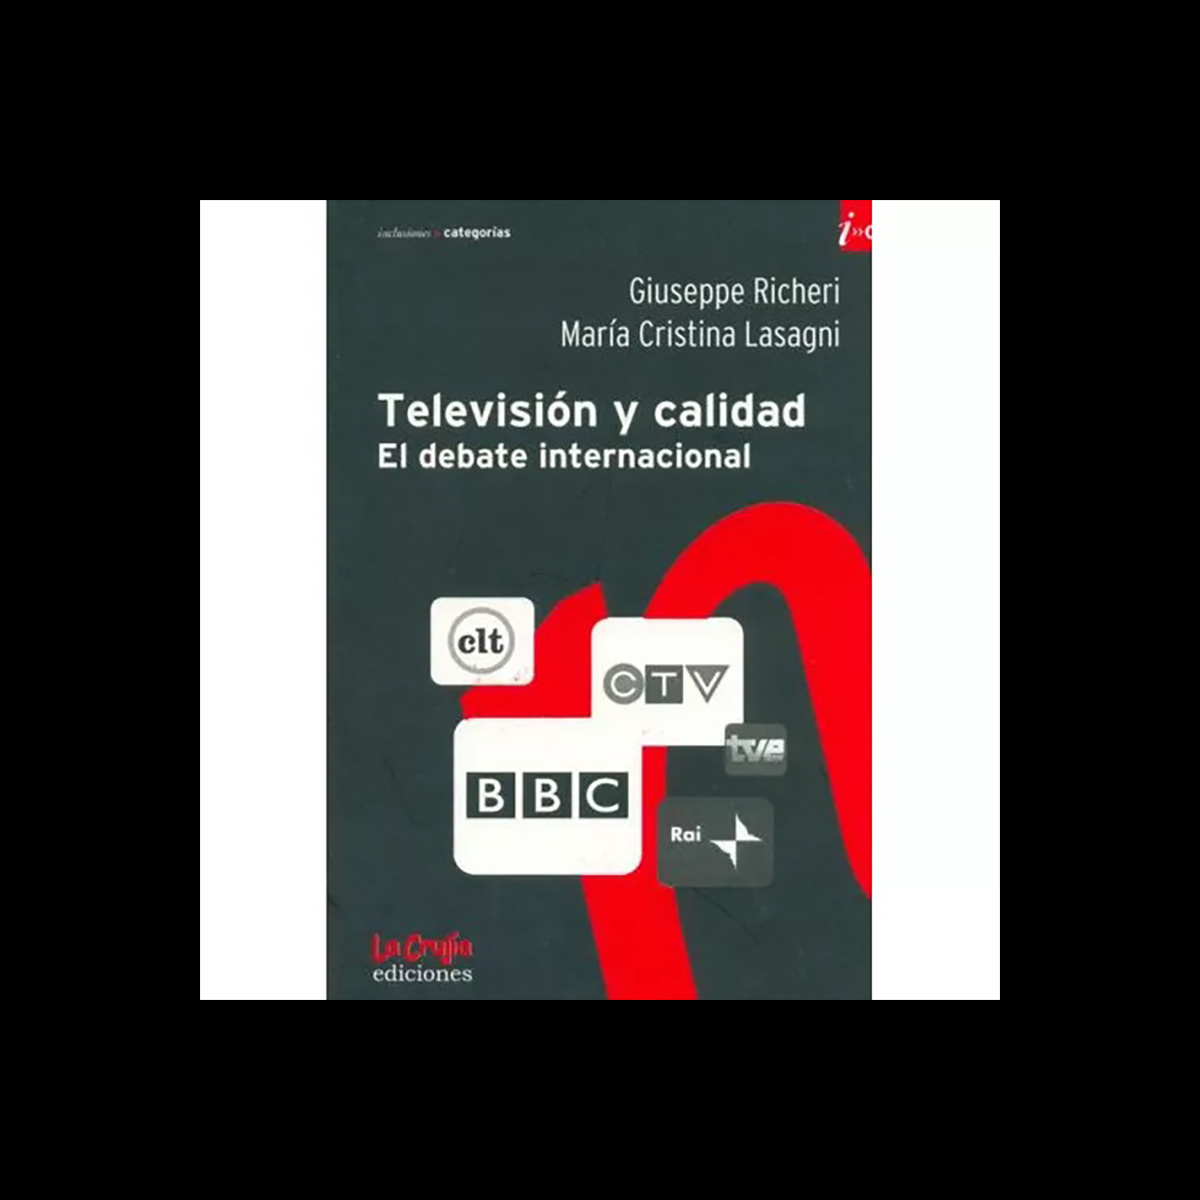 inclusiones » categorías
i»c
Giuseppe Richeri
María Cristina Lasagni
Televisión y calidad
El debate internacional
clt
CTV
tve
BBC
Rai
La Crujía
ediciones